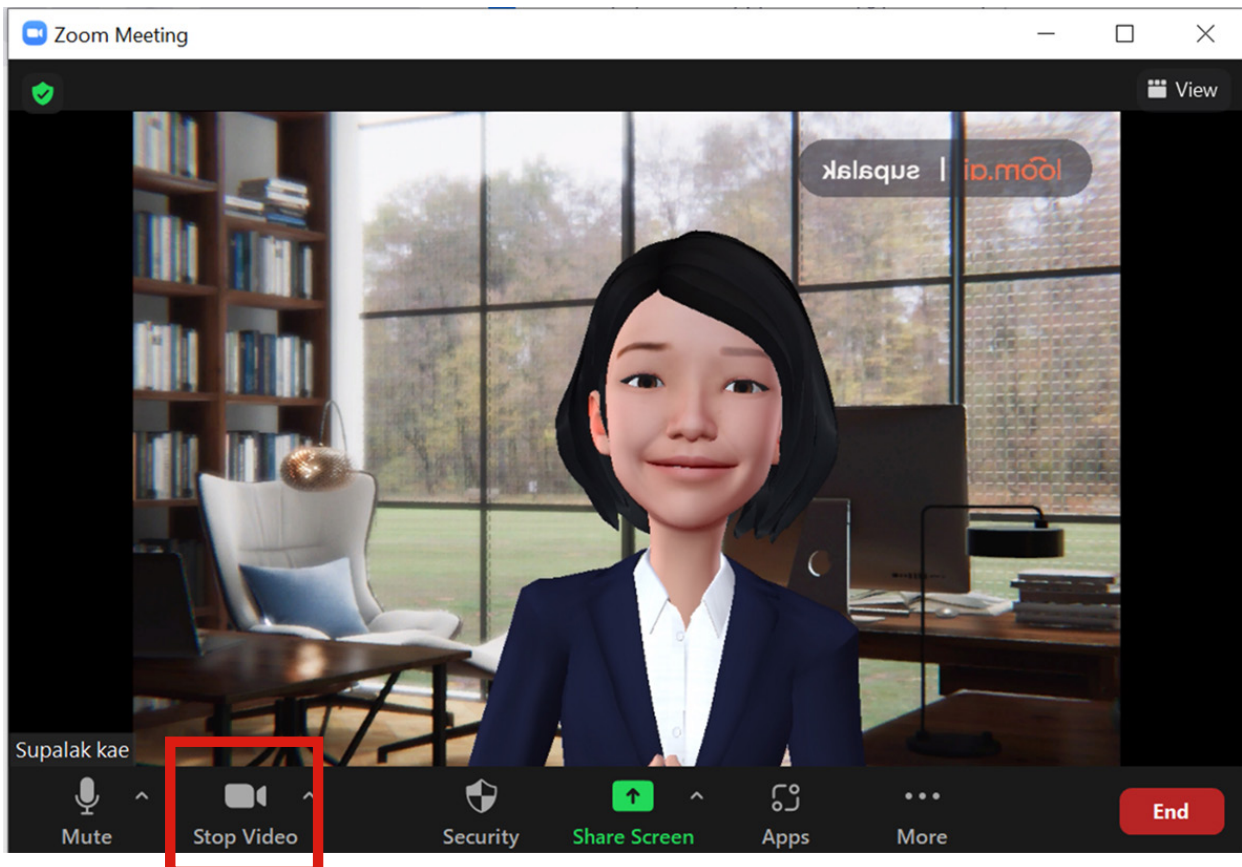 Zoom Meeting
View
supalak | loom.ai
Supalak kae
Mute
Stop Video
Security
Share Screen
Apps
More
End